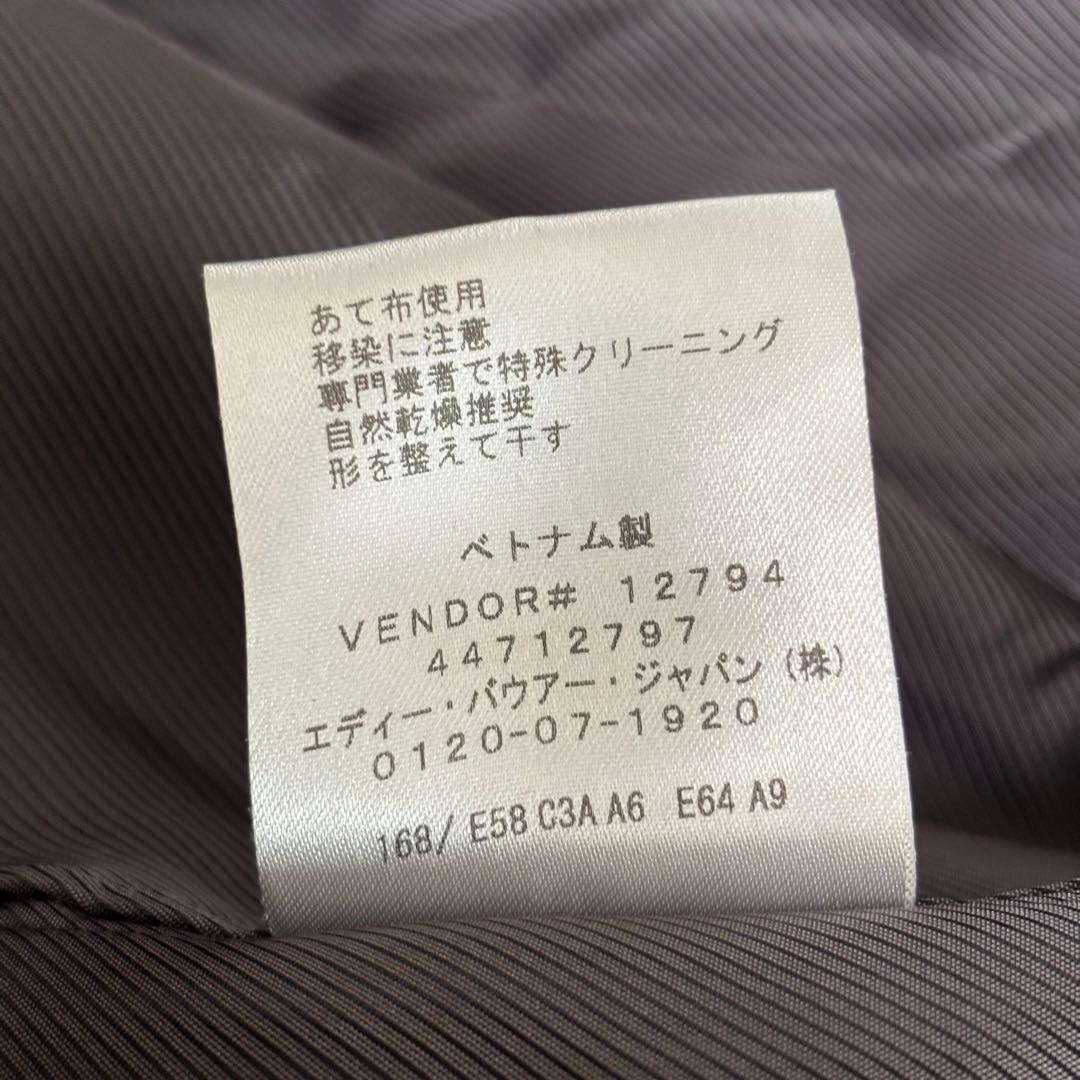 あて布使用
移染に注意
専門業者で特殊クリーニング
自然乾燥推奨
形を整えて干す
ベトナム製
VENDOR# 12794
44712797
エディー・バウアー・ジャパン(株)
0120-07-1920
168/ E58 C3A A6 E64 A9